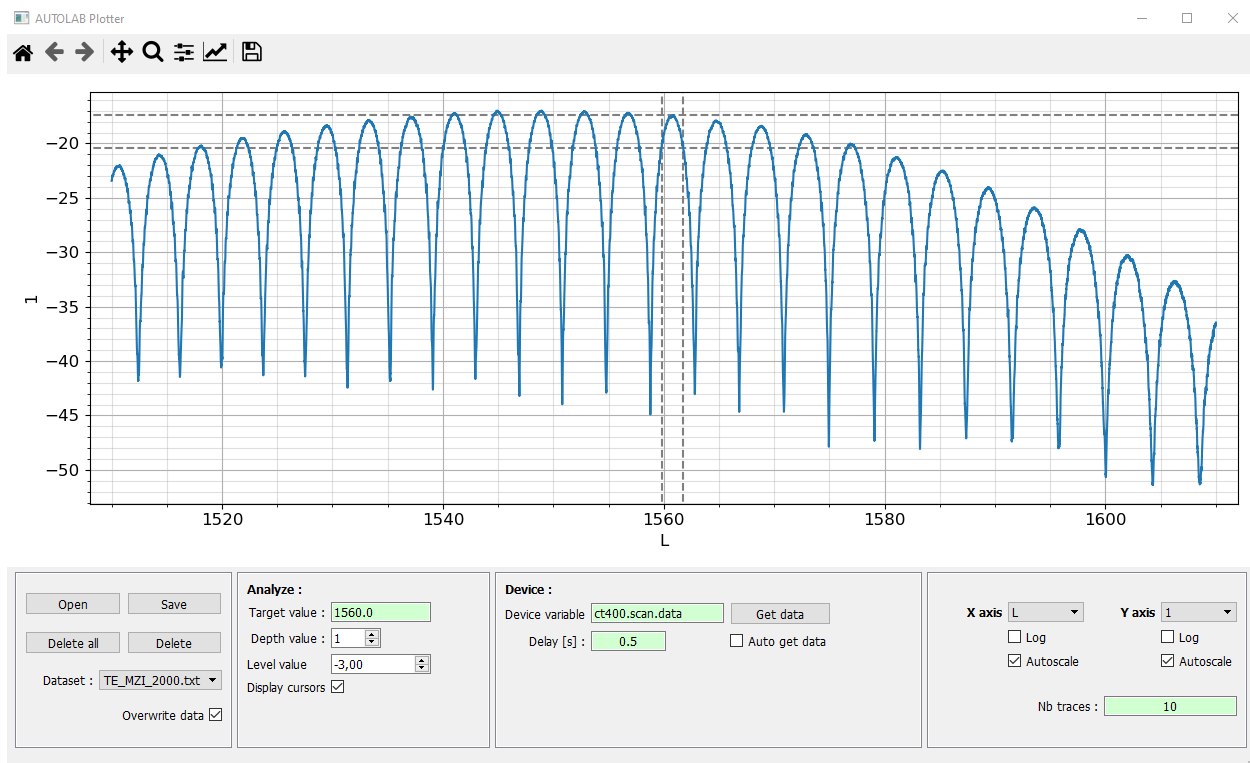 AUTOLAB Plotter
−20
−25
−30
−35
−40
−45
−50
1
1520 1540 1560 1580 1600
L
Open Save
Delete all Delete
Dataset : TE_MZI_2000.txt
Overwrite data
Analyze :
Target value : 1560.0
Depth value : 1
Level value -3,00
Display cursors
Device :
Device variable ct400.scan.data Get data
Delay [s] : 0.5 Auto get data
X axis L Y axis 1
Log Log
Autoscale Autoscale
Nb traces : 10